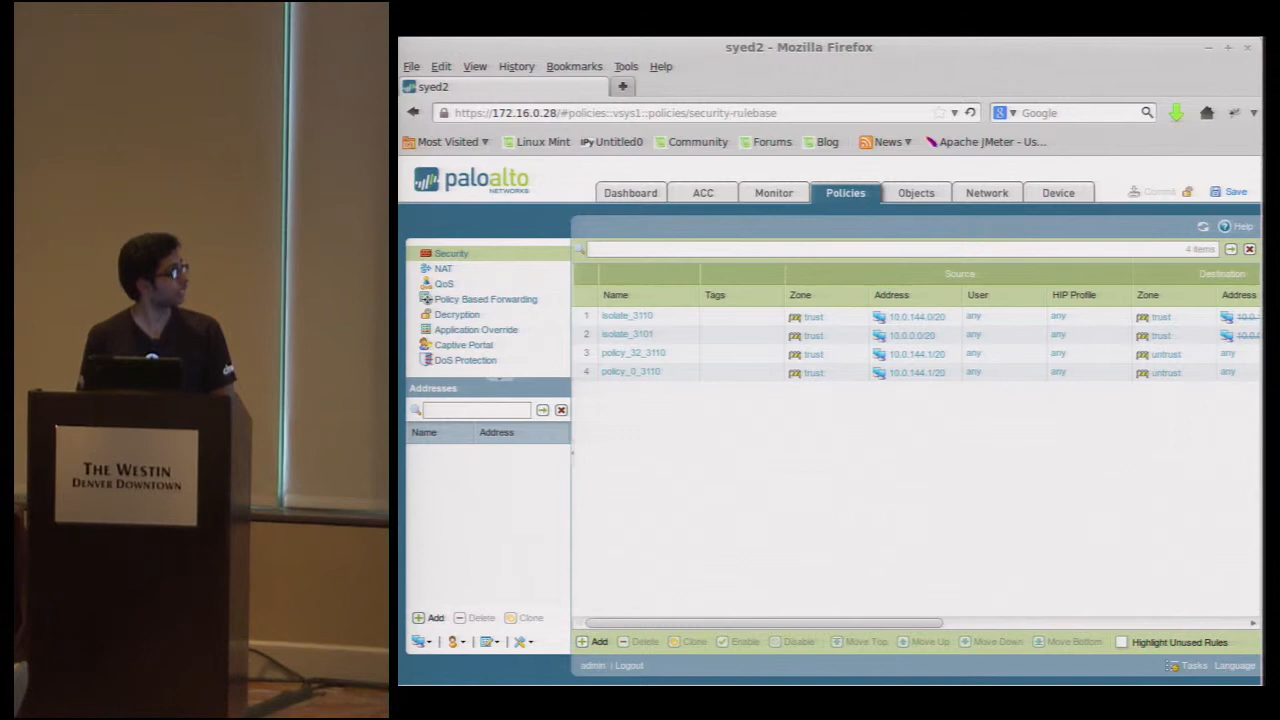 THE WESTIN
DENVER DOWNTOWN
syed2 - Mozilla Firefox
File Edit View History Bookmarks Tools Help
syed2
https://172.16.0.28/#policies::vsys1::policies/security-rulebase
Google
Most Visited Linux Mint IPy Untitled0 Community Forums Blog News Apache JMeter - Us...
paloalto
NETWORKS
Dashboard ACC Monitor Policies Objects Network Device Commit Save
Help
4 items
Security
NAT
QoS
Policy Based Forwarding
Decryption
Application Override
Captive Portal
DoS Protection
Addresses
Name Address
Source Destination
Name Tags Zone Address User HIP Profile Zone Address
1 isolate_3110 trust 10.0.144.0/20 any any trust
2 isolate_3101 trust 10.0.0.0/20 any any trust
3 policy_32_3110 trust 10.0.144.1/20 any any untrust any
4 policy_0_3110 trust 10.0.144.1/20 any any untrust any
Add Delete Clone
Add Delete Clone Enable Disable Move Top Move Up Move Down Move Bottom Highlight Unused Rules
admin | Logout
Tasks Language